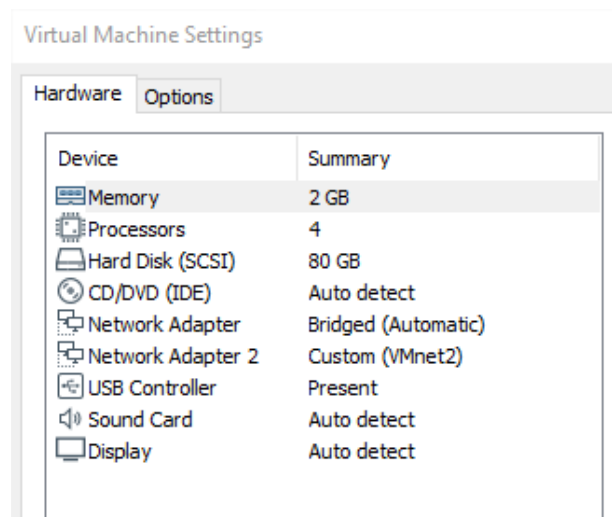 Virtual Machine Settings
Hardware Options
Device Summary
Memory 2 GB
Processors 4
Hard Disk (SCSI) 80 GB
CD/DVD (IDE) Auto detect
Network Adapter Bridged (Automatic)
Network Adapter 2 Custom (VMnet2)
USB Controller Present
Sound Card Auto detect
Display Auto detect